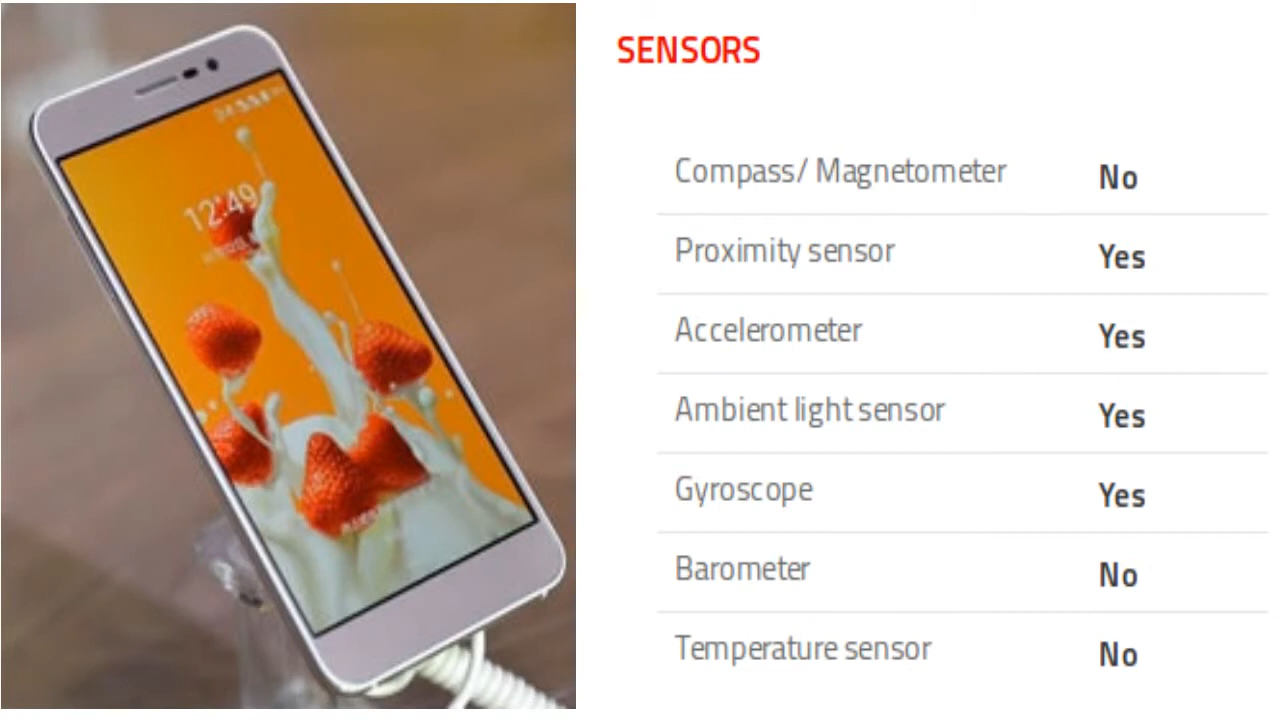 12:49
SENSORS
Compass/ Magnetometer No
Proximity sensor Yes
Accelerometer Yes
Ambient light sensor Yes
Gyroscope Yes
Barometer No
Temperature sensor No